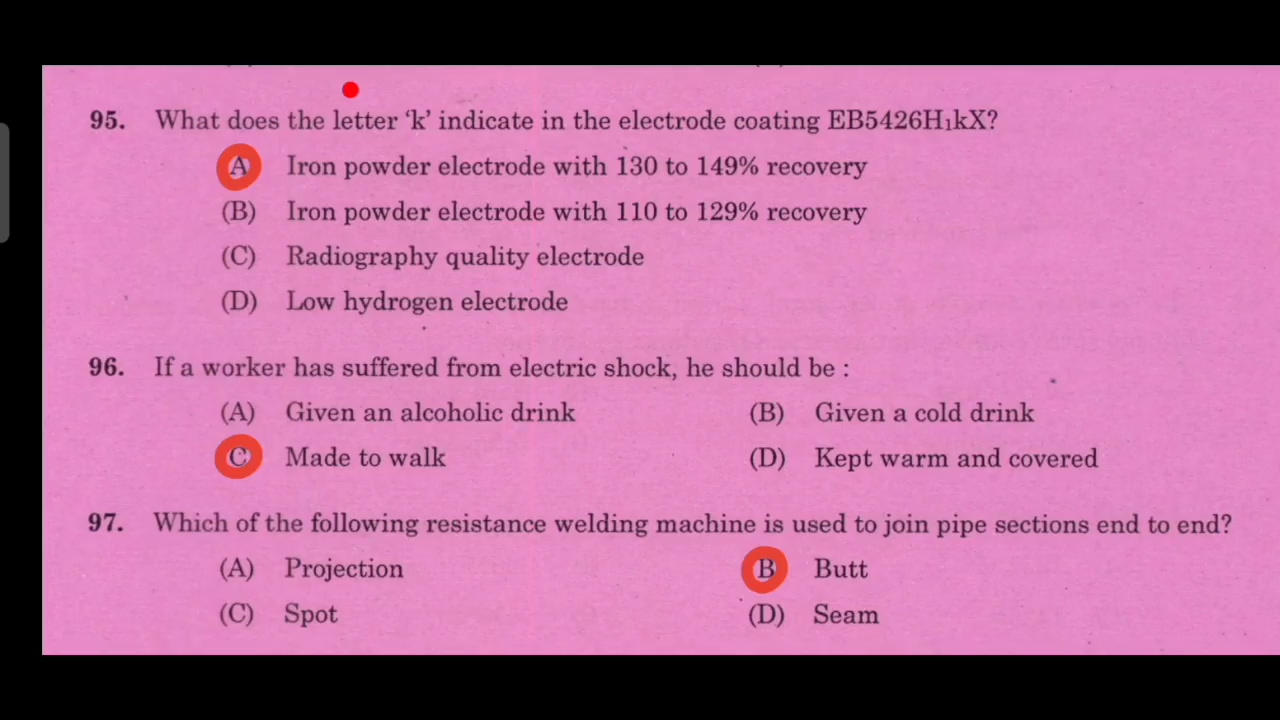 95. What does the letter ‘k’ indicate in the electrode coating EB5426H₁kX?
A Iron powder electrode with 130 to 149% recovery
(B) Iron powder electrode with 110 to 129% recovery
(C) Radiography quality electrode
(D) Low hydrogen electrode
96. If a worker has suffered from electric shock, he should be :
(A) Given an alcoholic drink (B) Given a cold drink
C Made to walk (D) Kept warm and covered
97. Which of the following resistance welding machine is used to join pipe sections end to end?
(A) Projection B Butt
(C) Spot (D) Seam